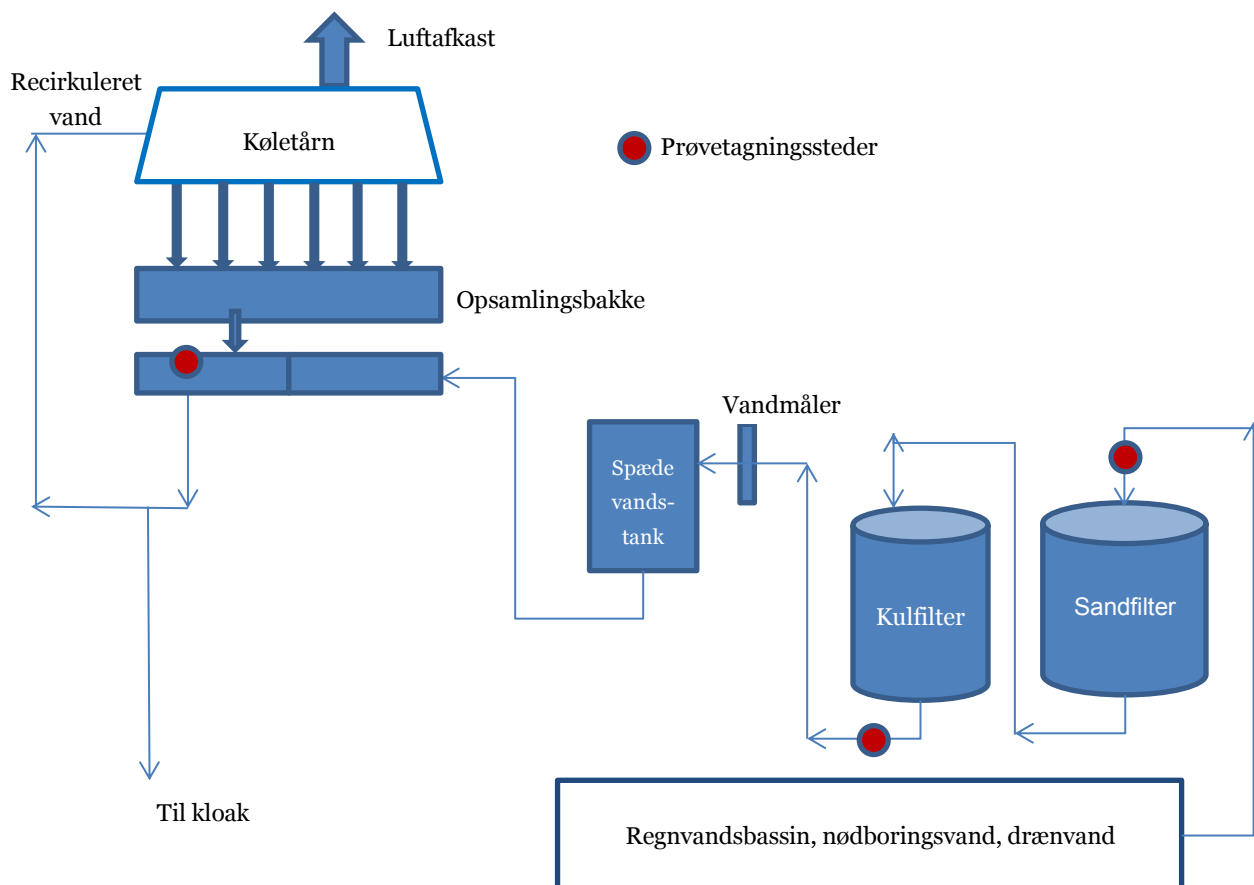 Luftafkast
Recirkuleret
vand
Køletårn
Prøvetagningssteder
Opsamlingsbakke
Vandmåler
Spæde
vands-
tank
Kulfilter
Sandfilter
Til kloak
Regnvandsbassin, nødboringsvand, drænvand